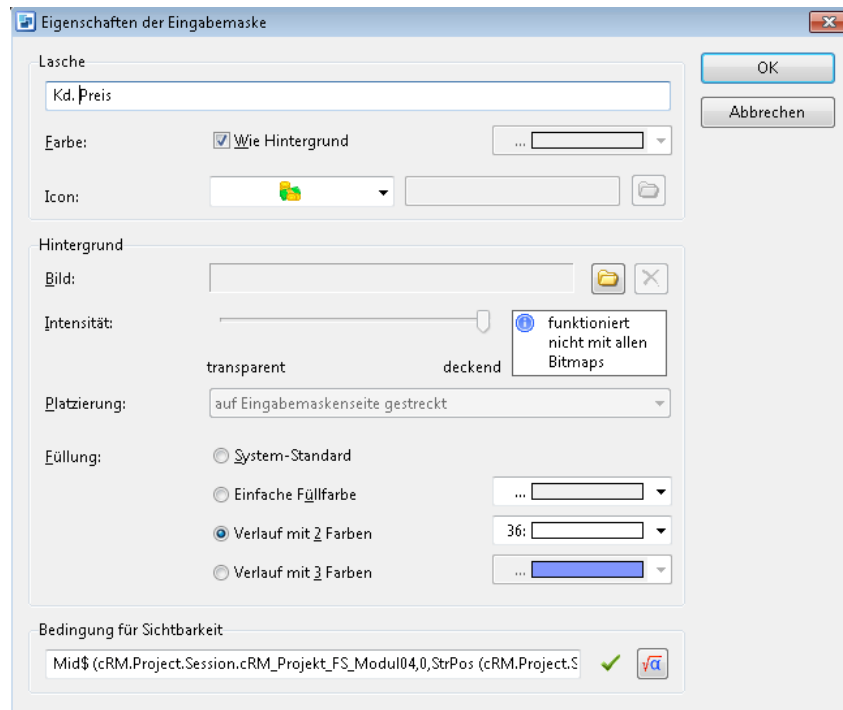 Eigenschaften der Eingabemaske
Lasche
Kd. Preis
OK
Abbrechen
Farbe:
Wie Hintergrund
...
Icon:
Hintergrund
Bild:
Intensität:
funktioniert
nicht mit allen
Bitmaps
transparent
deckend
Platzierung:
auf Eingabemaskenseite gestreckt
Füllung:
System-Standard
Einfache Füllfarbe
...
Verlauf mit 2 Farben
36:
Verlauf mit 3 Farben
...
Bedingung für Sichtbarkeit
Mid$ (cRM.Project.Session.cRM_Projekt_FS_Modul04,0,StrPos (cRM.Project.S
√α